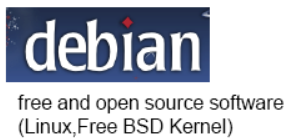 debian
free and open source software
(Linux,Free BSD Kernel)